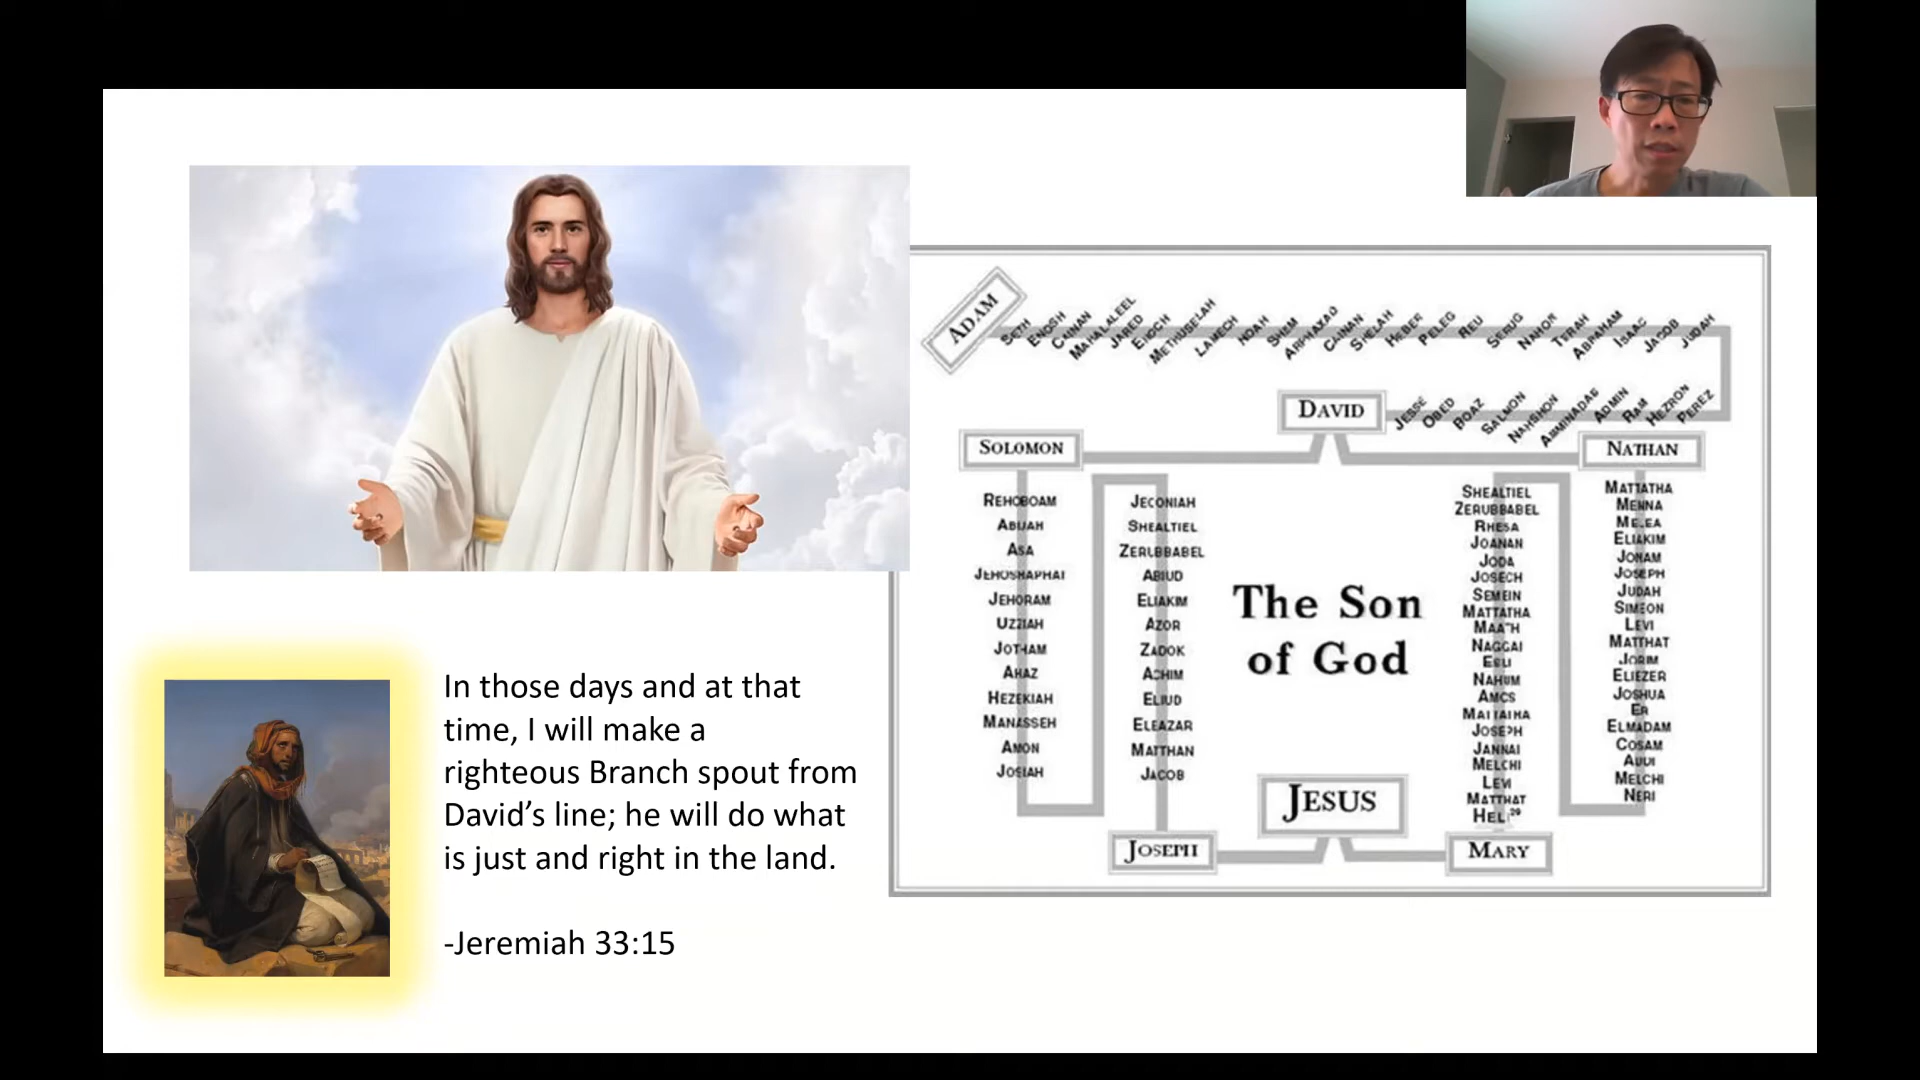 ADAM
SETH
ENOSH
CAINAN
MAHALALEEL
JARED
ENOCH
METHUSELAH
LAMECH
NOAH
SHEM
ARPHAXAD
CAINAN
SHELAH
HEBER
PELEG
REU
SERUG
NAHOR
TERAH
ABRAHAM
ISAAC
JACOB
JUDAH
DAVID
JESSE
OBED
BOAZ
SALMON
NAHSHON
AMMINADAB
ADMIN
RAM
HEZRON
PEREZ
SOLOMON
NATHAN
REHOBOAM
ABIJAH
ASA
JEHOSHAPHAT
JEHORAM
UZZIAH
JOTHAM
AHAZ
HEZEKIAH
MANASSEH
AMON
JOSIAH
JECONIAH
SHEALTIEL
ZERUBBABEL
ABIUD
ELIAKIM
AZOR
ZADOK
ACHIM
ELIUD
ELEAZAR
MATTHAN
JACOB
The Son
of God
SHEALTIEL
ZERUBBABEL
RHESA
JOANAN
JODA
JOSECH
SEMEIN
MATTATHA
MAATH
NAGGAI
ESLI
NAHUM
AMOS
MATTATHA
JOSEPH
JANNAI
MELCHI
LEVI
MATTHAT
HELI29
MATTATHA
MENNA
MELEA
ELIAKIM
JONAM
JOSEPH
JUDAH
SIMEON
LEVI
MATTHAT
JORIM
ELIEZER
JOSHUA
ER
ELMADAM
COSAM
ADDI
MELCHI
NERI
JESUS
JOSEPH
MARY
In those days and at that
time, I will make a
righteous Branch spout from
David’s line; he will do what
is just and right in the land.
-Jeremiah 33:15